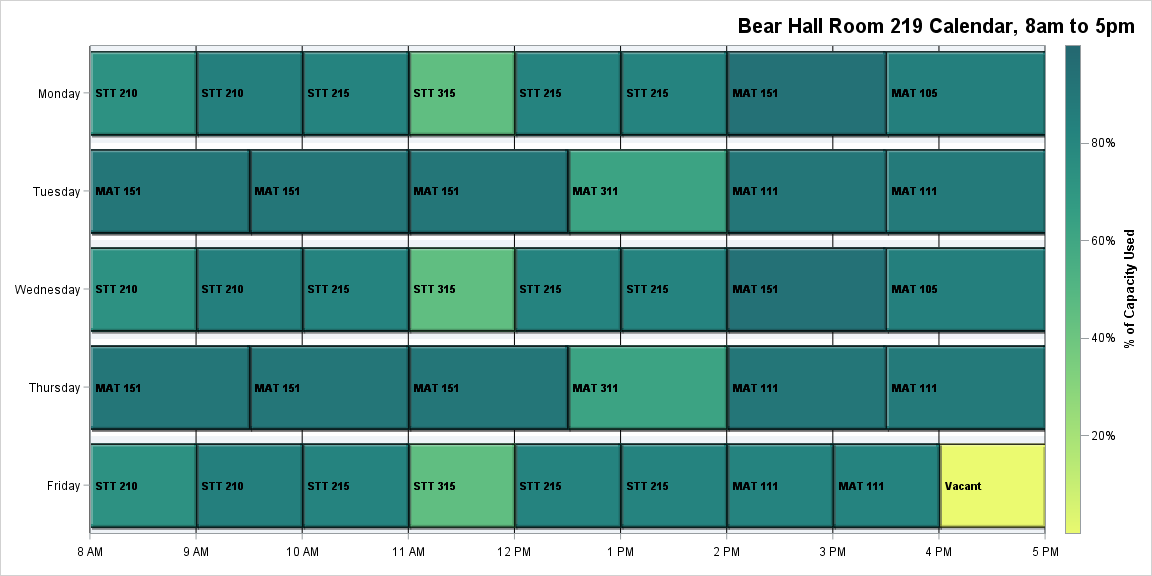 Bear Hall Room 219 Calendar, 8am to 5pm
Monday
STT 210 STT 210 STT 215 STT 315 STT 215 STT 215 MAT 151 MAT 105
80%
Tuesday
MAT 151 MAT 151 MAT 151 MAT 311 MAT 111 MAT 111
60%
% of Capacity Used
Wednesday
STT 210 STT 210 STT 215 STT 315 STT 215 STT 215 MAT 151 MAT 105
40%
Thursday
MAT 151 MAT 151 MAT 151 MAT 311 MAT 111 MAT 111
20%
Friday
STT 210 STT 210 STT 215 STT 315 STT 215 STT 215 MAT 111 MAT 111 Vacant
8 AM 9 AM 10 AM 11 AM 12 PM 1 PM 2 PM 3 PM 4 PM 5 PM